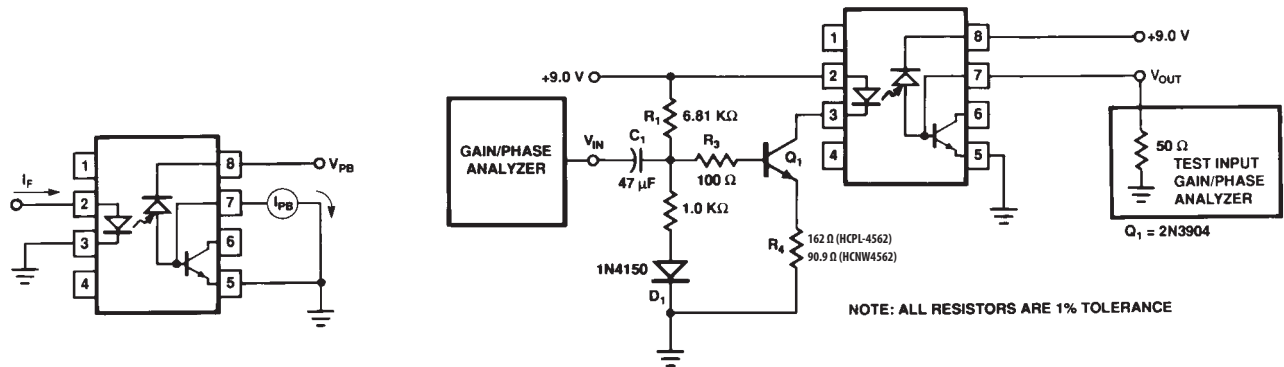 1
2
3
4
8
7
6
5
I_F
V_PB
I_PB
GAIN/PHASE
ANALYZER
+9.0 V
V_IN
C_1
47 µF
R_1
6.81 KΩ
R_3
100 Ω
1.0 KΩ
1N4150
D_1
Q_1
R_4
162 Ω (HCPL-4562)
90.9 Ω (HCNW4562)
1
2
3
4
8
7
6
5
+9.0 V
V_OUT
50 Ω
TEST INPUT
GAIN/PHASE
ANALYZER
Q_1 = 2N3904
NOTE: ALL RESISTORS ARE 1% TOLERANCE